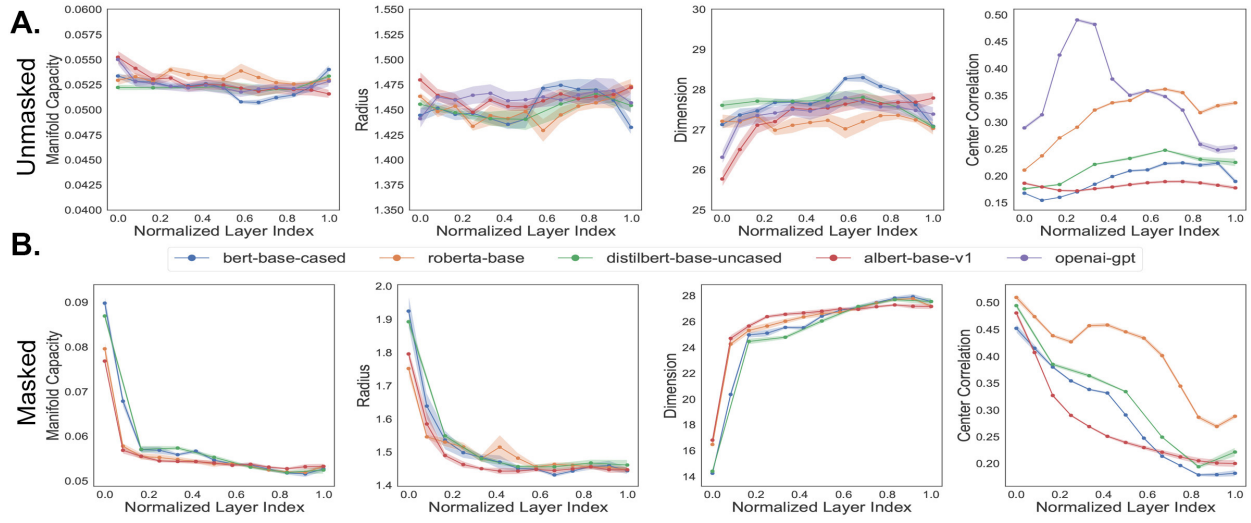 A.
Unmasked
Manifold Capacity
0.0600
0.0575
0.0550
0.0525
0.0500
0.0475
0.0450
0.0425
0.0400
0.0 0.2 0.4 0.6 0.8 1.0
Normalized Layer Index
Radius
1.550
1.525
1.500
1.475
1.450
1.425
1.400
1.375
1.350
0.0 0.2 0.4 0.6 0.8 1.0
Normalized Layer Index
Dimension
30
29
28
27
26
25
0.0 0.2 0.4 0.6 0.8 1.0
Normalized Layer Index
Center Correlation
0.50
0.45
0.40
0.35
0.30
0.25
0.20
0.15
0.0 0.2 0.4 0.6 0.8 1.0
Normalized Layer Index
B.
bert-base-cased roberta-base distilbert-base-uncased albert-base-v1 openai-gpt
Masked
Manifold Capacity
0.09
0.08
0.07
0.06
0.05
0.0 0.2 0.4 0.6 0.8 1.0
Normalized Layer Index
Radius
2.0
1.9
1.8
1.7
1.6
1.5
1.4
0.0 0.2 0.4 0.6 0.8 1.0
Normalized Layer Index
Dimension
28
26
24
22
20
18
16
14
0.0 0.2 0.4 0.6 0.8 1.0
Normalized Layer Index
Center Correlation
0.50
0.45
0.40
0.35
0.30
0.25
0.20
0.0 0.2 0.4 0.6 0.8 1.0
Normalized Layer Index